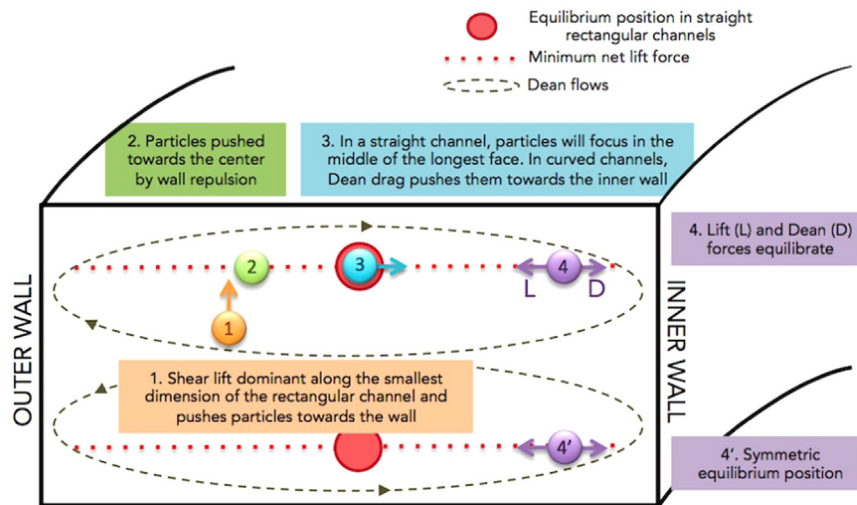 Equilibrium position in straight
rectangular channels
Minimum net lift force
Dean flows
2. Particles pushed
towards the center
by wall repulsion
3. In a straight channel, particles will focus in the
middle of the longest face. In curved channels,
Dean drag pushes them towards the inner wall
4. Lift (L) and Dean (D)
forces equilibrate
OUTER WALL
2
3
4
L
D
1
INNER WALL
1. Shear lift dominant along the smallest
dimension of the rectangular channel and
pushes particles towards the wall
4'
4'. Symmetric
equilibrium position